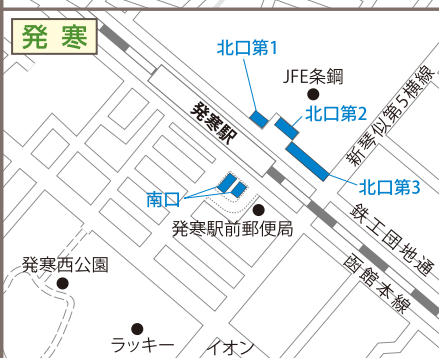 発寒
北口第1
JFE条鋼
北口第2
新琴似第5横線
発寒駅
北口第3
南口
発寒駅前郵便局
鉄工団地通
函館本線
発寒西公園
ラッキー
イオン